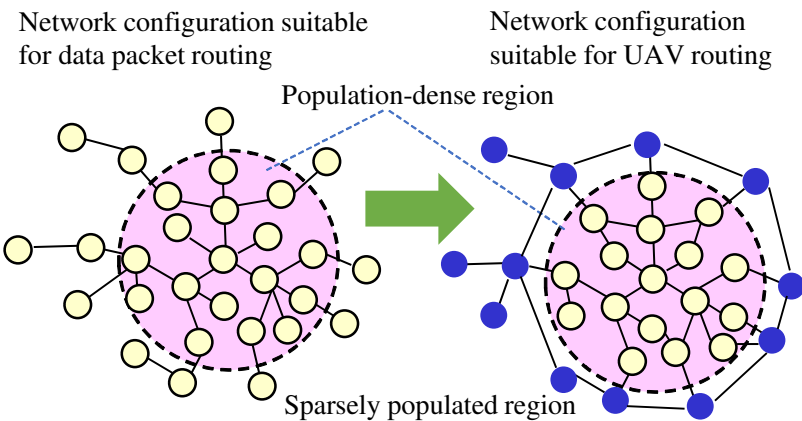 Network configuration suitable
for data packet routing
Network configuration
suitable for UAV routing
Population-dense region
Sparsely populated region